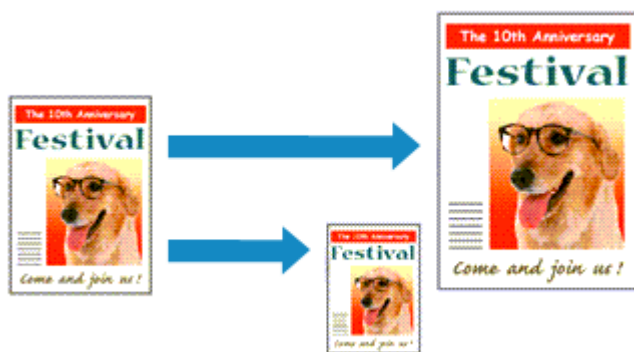 The 10th Anniversary
Festival
Come and join us!
The 10th Anniversary
Festival
Come and join us!
The 10th Anniversary
Festival
Come and join us!